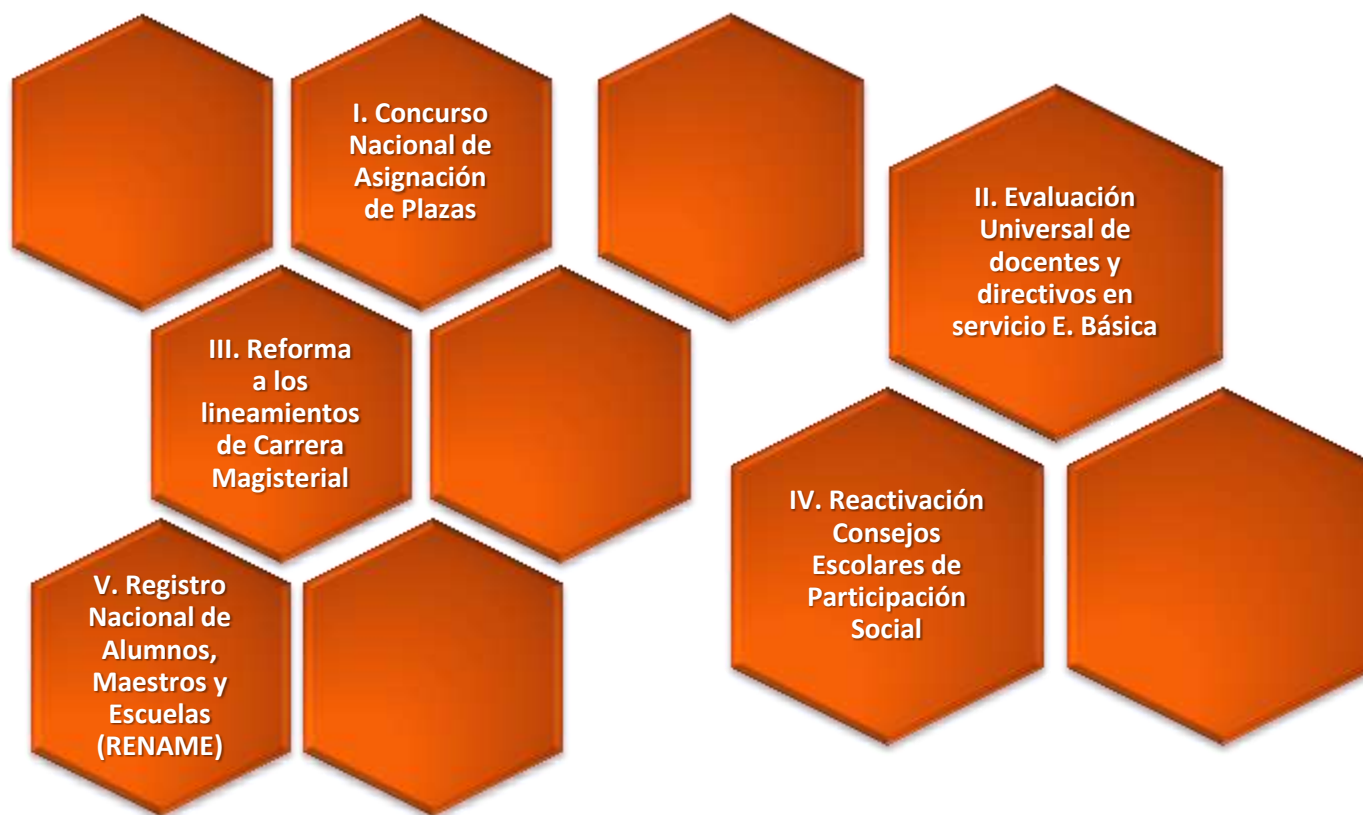 I. Concurso
Nacional de
Asignación
de Plazas
II. Evaluación
Universal de
docentes y
directivos en
servicio E. Básica
III. Reforma
a los
lineamientos
de Carrera
Magisterial
IV. Reactivación
Consejos
Escolares de
Participación
Social
V. Registro
Nacional de
Alumnos,
Maestros y
Escuelas
(RENAME)